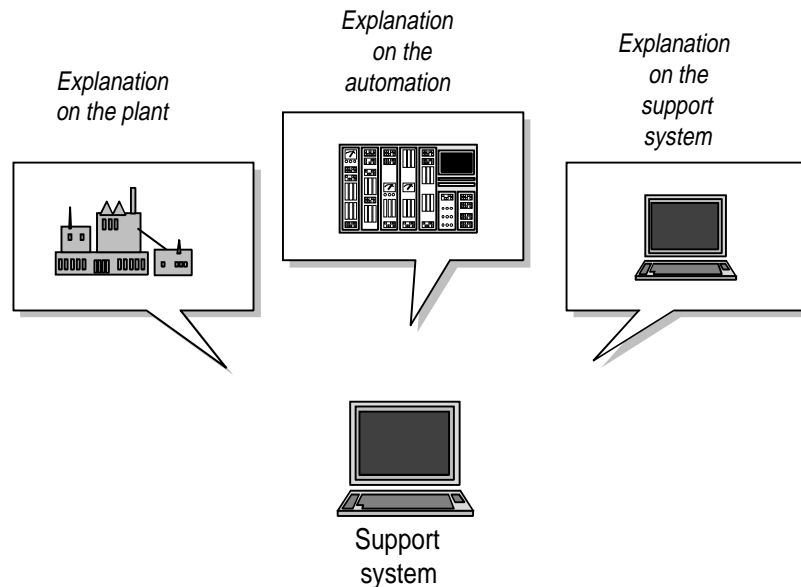 Explanation
on the plant
Explanation
on the
automation
Explanation
on the
support
system
Support
system